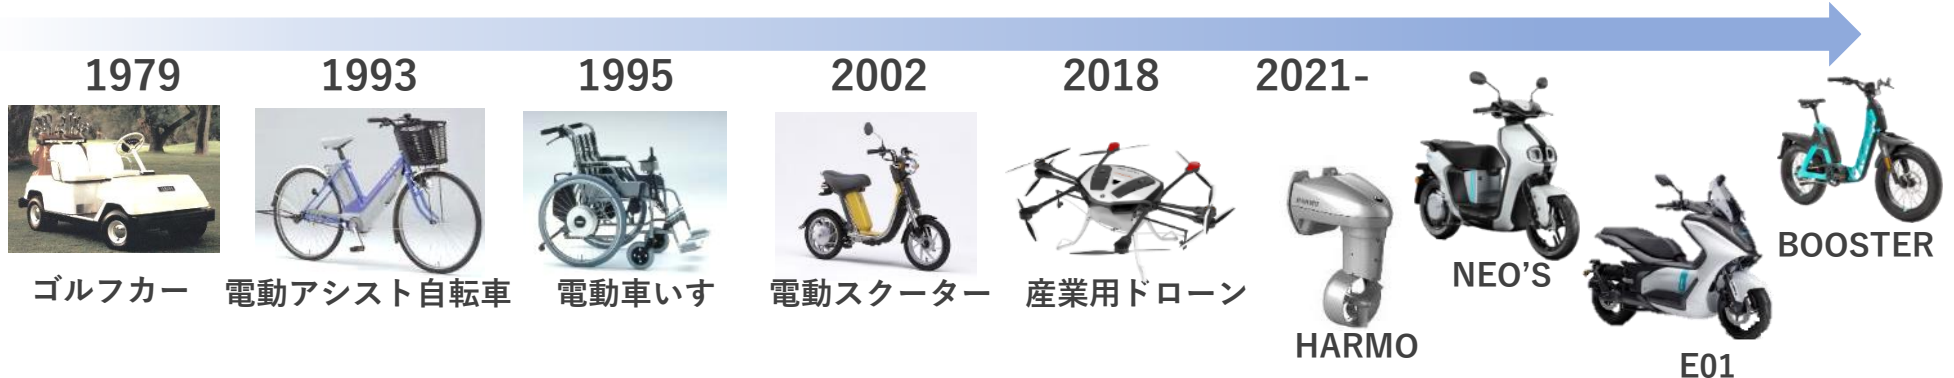 1979
1993
1995
2002
2018
2021-
ゴルフカー
電動アシスト自転車
電動車いす
電動スクーター
産業用ドローン
HARMO
NEO’S
E01
BOOSTER
HARMO